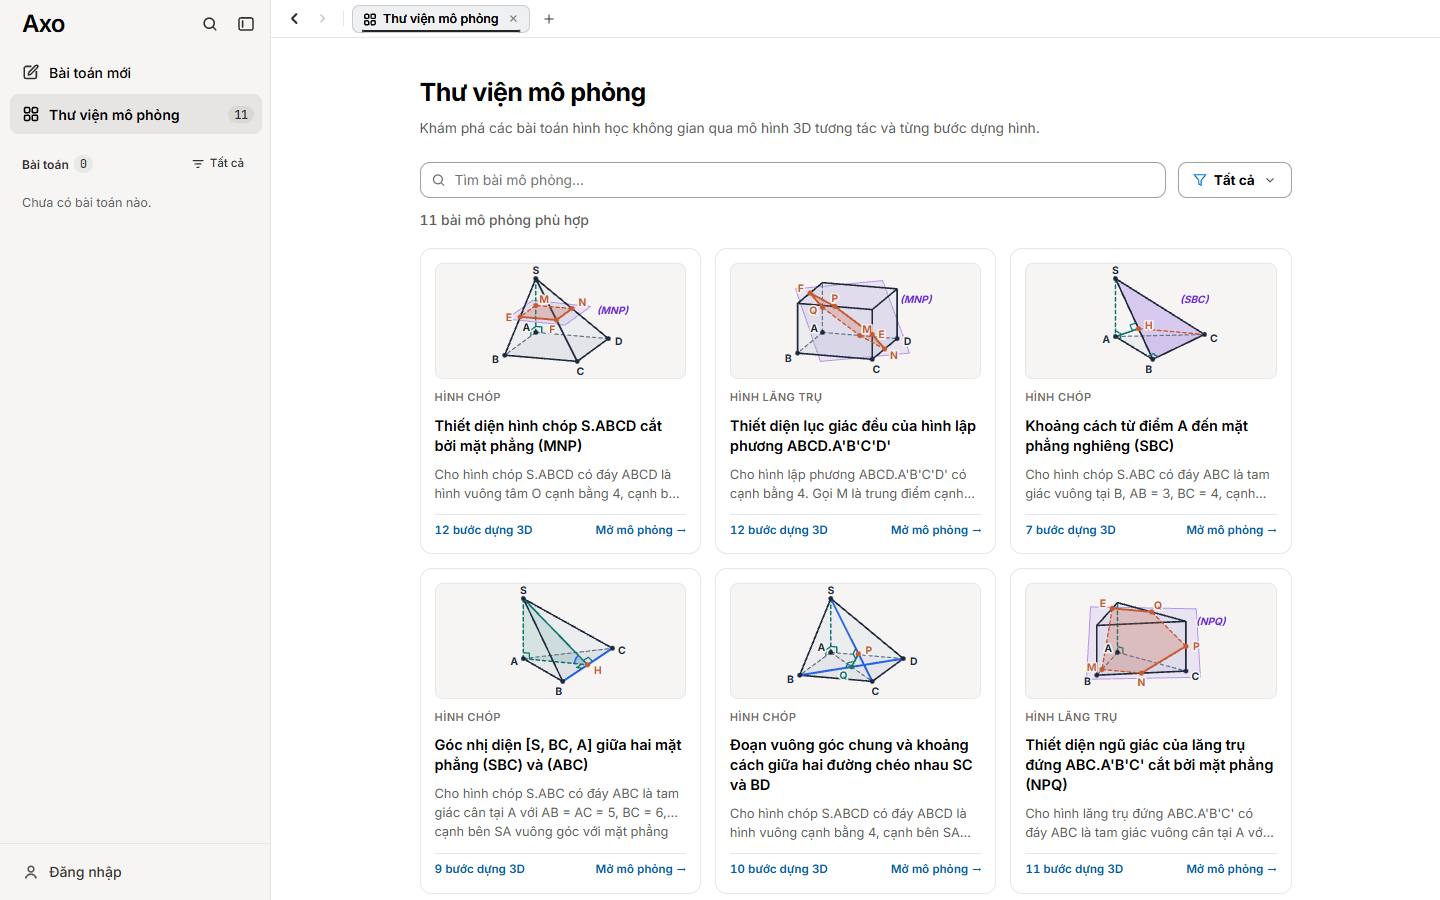 Axo
Bài toán mới
Thư viện mô phỏng 11
Bài toán 0 Tất cả
Chưa có bài toán nào.
Đăng nhập
Thư viện mô phỏng
Thư viện mô phỏng
Khám phá các bài toán hình học không gian qua mô hình 3D tương tác và từng bước dựng hình.
Tìm bài mô phỏng...
Tất cả
11 bài mô phỏng phù hợp
S
M
N
(MNP)
E
A
F
D
B
C
HÌNH CHÓP
Thiết diện hình chóp S.ABCD cắt
bởi mặt phẳng (MNP)
Cho hình chóp S.ABCD có đáy ABCD là
hình vuông tâm O cạnh bằng 4, cạnh b...
12 bước dựng 3D
Mở mô phỏng →
F
P
(MNP)
Q
A
M
E
D
B
N
C
HÌNH LĂNG TRỤ
Thiết diện lục giác đều của hình lập
phương ABCD.A'B'C'D'
Cho hình lập phương ABCD.A'B'C'D' có
cạnh bằng 4. Gọi M là trung điểm cạnh...
12 bước dựng 3D
Mở mô phỏng →
S
(SBC)
H
A
C
B
HÌNH CHÓP
Khoảng cách từ điểm A đến mặt
phẳng nghiêng (SBC)
Cho hình chóp S.ABC có đáy ABC là tam
giác vuông tại B, AB = 3, BC = 4, cạnh...
7 bước dựng 3D
Mở mô phỏng →
S
C
A
H
B
HÌNH CHÓP
Góc nhị diện [S, BC, A] giữa hai mặt
phẳng (SBC) và (ABC)
Cho hình chóp S.ABC có đáy ABC là tam
giác cân tại A với AB = AC = 5, BC = 6,...
cạnh bên SA vuông góc với mặt phẳng
9 bước dựng 3D
Mở mô phỏng →
S
A
P
D
B
Q
C
HÌNH CHÓP
Đoạn vuông góc chung và khoảng
cách giữa hai đường chéo nhau SC
và BD
Cho hình chóp S.ABCD có đáy ABCD là
hình vuông cạnh bằng 4, cạnh bên SA...
10 bước dựng 3D
Mở mô phỏng →
E
Q
(NPQ)
A
P
M
B
N
C
HÌNH LĂNG TRỤ
Thiết diện ngũ giác của lăng trụ
đứng ABC.A'B'C' cắt bởi mặt phẳng
(NPQ)
Cho hình lăng trụ đứng ABC.A'B'C' có
đáy ABC là tam giác vuông cân tại A vớ...
11 bước dựng 3D
Mở mô phỏng →